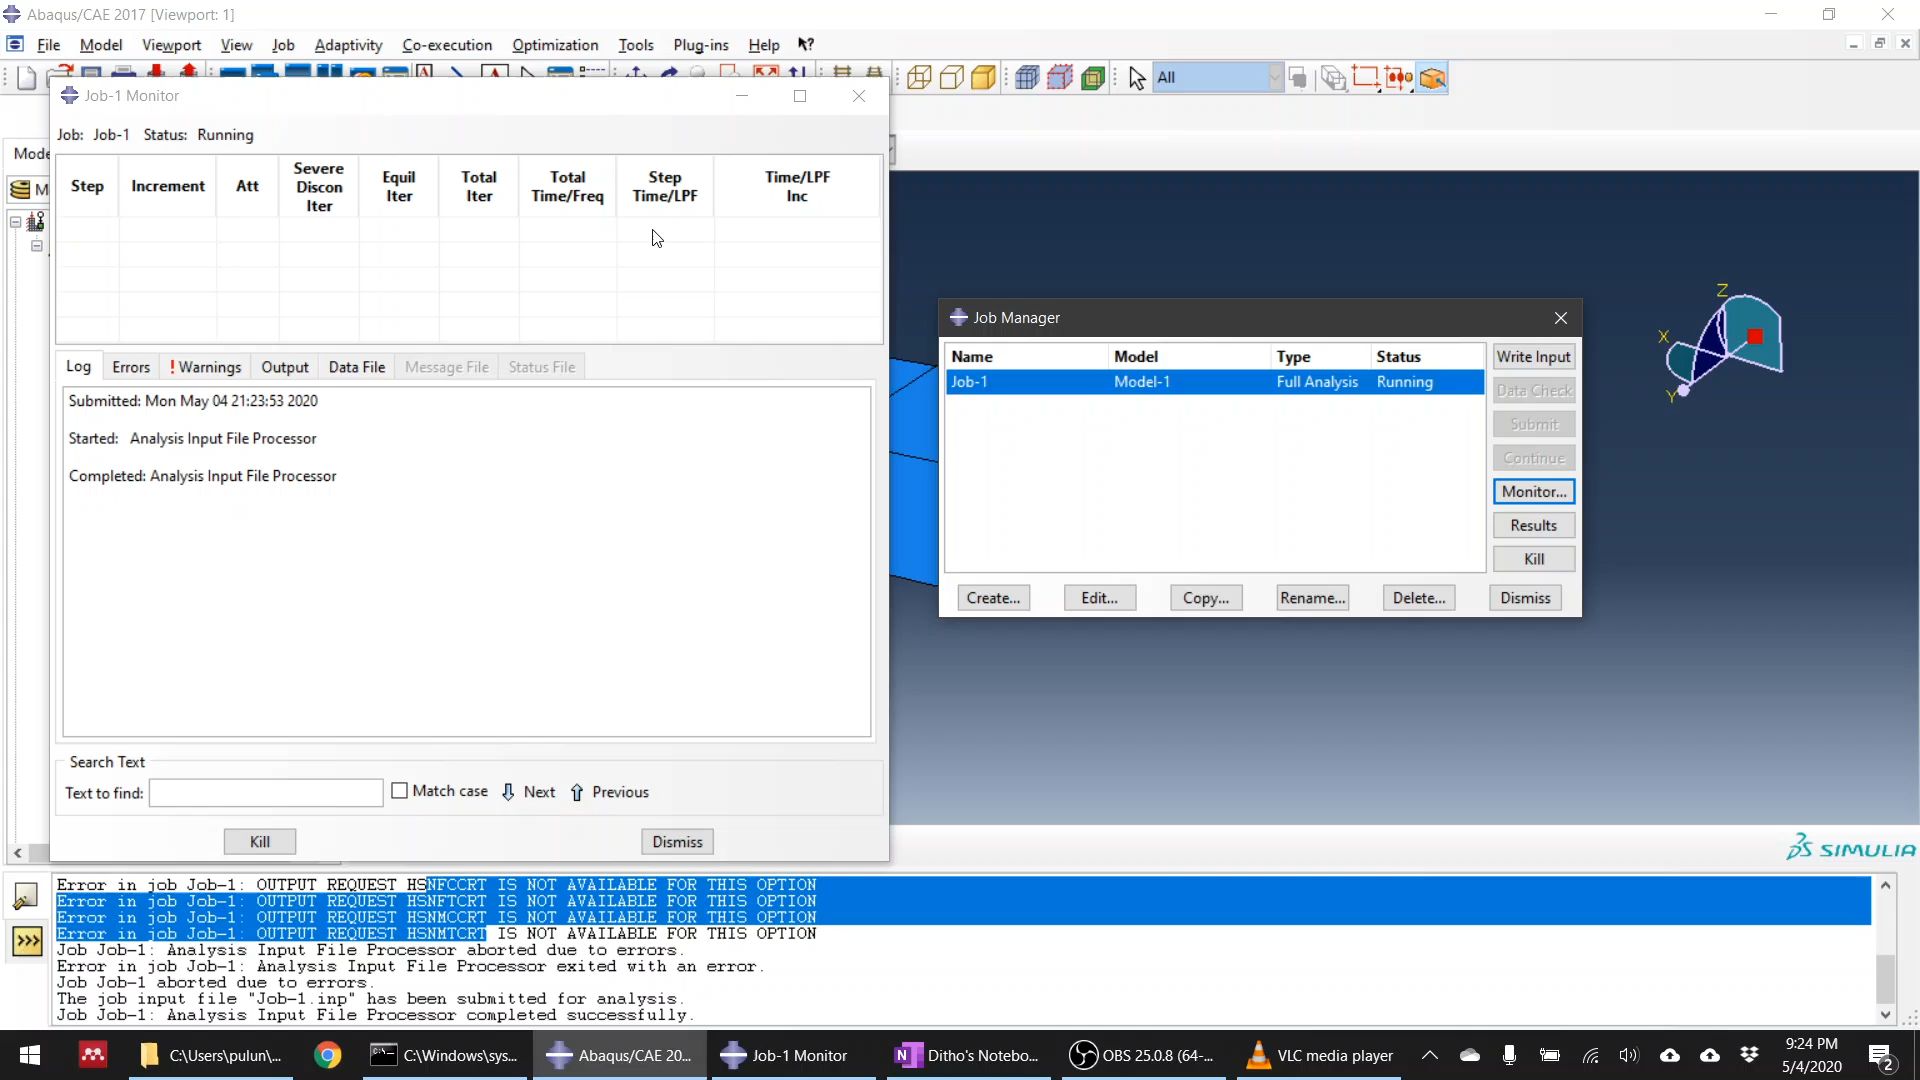 Abaqus/CAE 2017 [Viewport: 1]
File Model Viewport View Job Adaptivity Co-execution Optimization Tools Plug-ins Help
All
Job-1 Monitor
Job: Job-1 Status: Running
Mode
M
Step Increment Att Severe Discon Iter Equil Iter Total Iter Total Time/Freq Step Time/LPF Time/LPF Inc
Log Errors ! Warnings Output Data File Message File Status File
Submitted: Mon May 04 21:23:53 2020
Started: Analysis Input File Processor
Completed: Analysis Input File Processor
Search Text
Text to find: Match case Next Previous
Kill Dismiss
Z
X
Y
Job Manager
Name Model Type Status
Job-1 Model-1 Full Analysis Running
Write Input
Data Check
Submit
Continue
Monitor...
Results
Kill
Create... Edit... Copy... Rename... Delete... Dismiss
SIMULIA
Error in job Job-1: OUTPUT REQUEST HSNFCCRT IS NOT AVAILABLE FOR THIS OPTION
Error in job Job-1: OUTPUT REQUEST HSNFTCRT IS NOT AVAILABLE FOR THIS OPTION
Error in job Job-1: OUTPUT REQUEST HSNMCCRT IS NOT AVAILABLE FOR THIS OPTION
Error in job Job-1: OUTPUT REQUEST HSNMTCRT IS NOT AVAILABLE FOR THIS OPTION
Job Job-1: Analysis Input File Processor aborted due to errors.
Error in job Job-1: Analysis Input File Processor exited with an error.
Job Job-1 aborted due to errors.
The job input file "Job-1.inp" has been submitted for analysis.
Job Job-1: Analysis Input File Processor completed successfully.
C:\Users\pulun\... C:\Windows\sys... Abaqus/CAE 20... Job-1 Monitor Ditho's Notebo... OBS 25.0.8 (64-... VLC media player 9:24 PM
5/4/2020
2